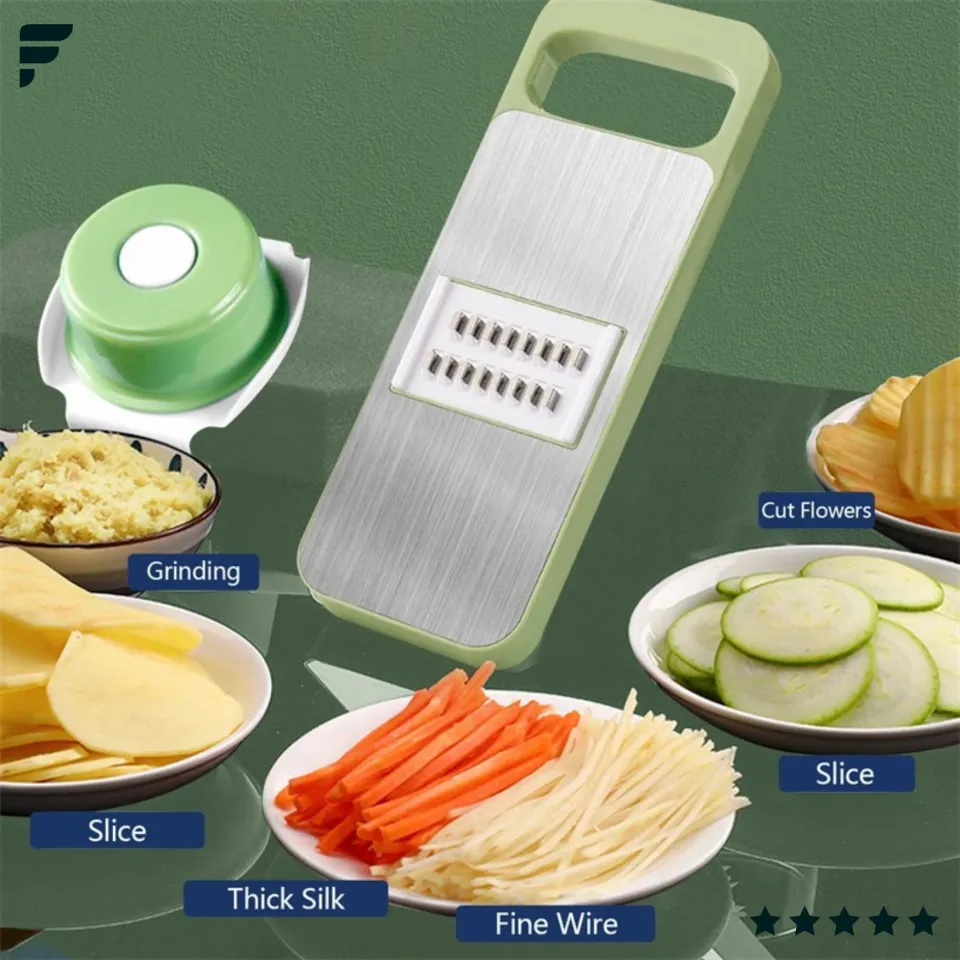 Cut Flowers
Grinding
Slice
Slice
Thick Silk
Fine Wire